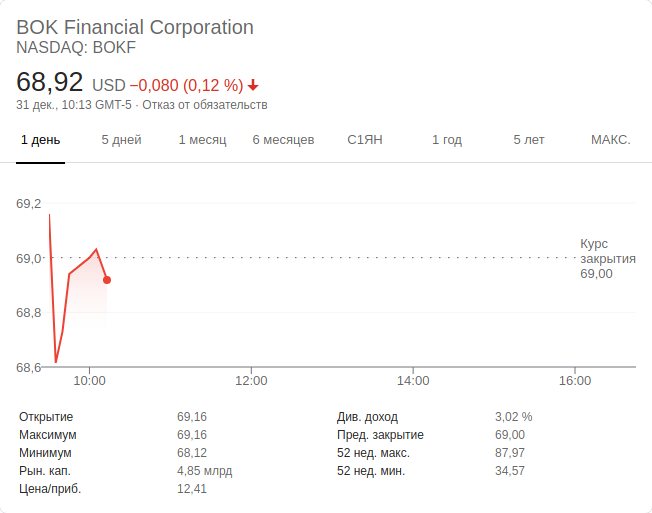 BOK Financial Corporation
NASDAQ: BOKF
68,92 USD −0,080 (0,12 %)
31 дек., 10:13 GMT-5 · Отказ от обязательств
1 день 5 дней 1 месяц 6 месяцев С1ЯН 1 год 5 лет МАКС.
69,2
69,0
68,8
68,6
Курс
закрытия
69,00
10:00 12:00 14:00 16:00
Открытие 69,16 Див. доход 3,02 %
Максимум 69,16 Пред. закрытие 69,00
Минимум 68,12 52 нед. макс. 87,97
Рын. кап. 4,85 млрд 52 нед. мин. 34,57
Цена/приб. 12,41